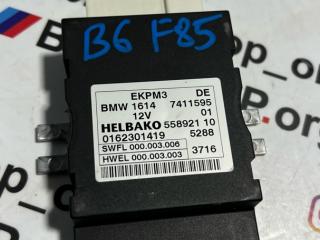 B6 F85
EKPM3 DE
BMW 1614 7411595
12V 01
HELBAKO 558921 10
0162301419 5288
SWFL 000.003.006
HWEL 000.003.003 3716